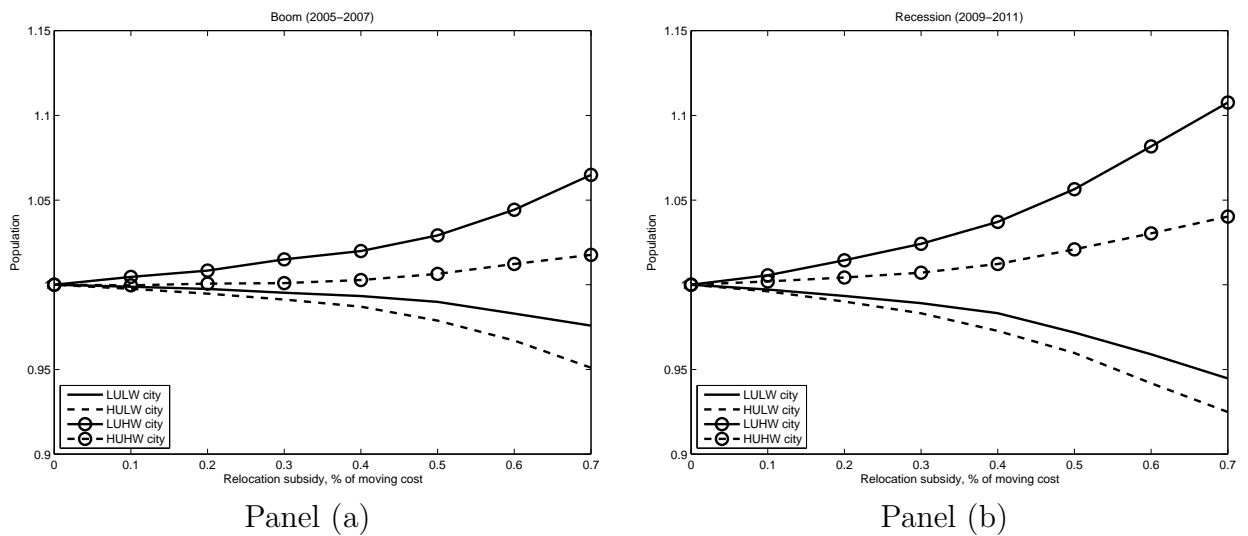 Boom (2005−2007)
1.15
1.1
1.05
1
0.95
0.9
Population
LULW city
HULW city
LUHW city
HUHW city
0 0.1 0.2 0.3 0.4 0.5 0.6 0.7
Relocation subsidy, % of moving cost
Panel (a)
Recession (2009−2011)
1.15
1.1
1.05
1
0.95
0.9
Population
LULW city
HULW city
LUHW city
HUHW city
0 0.1 0.2 0.3 0.4 0.5 0.6 0.7
Relocation subsidy, % of moving cost
Panel (b)